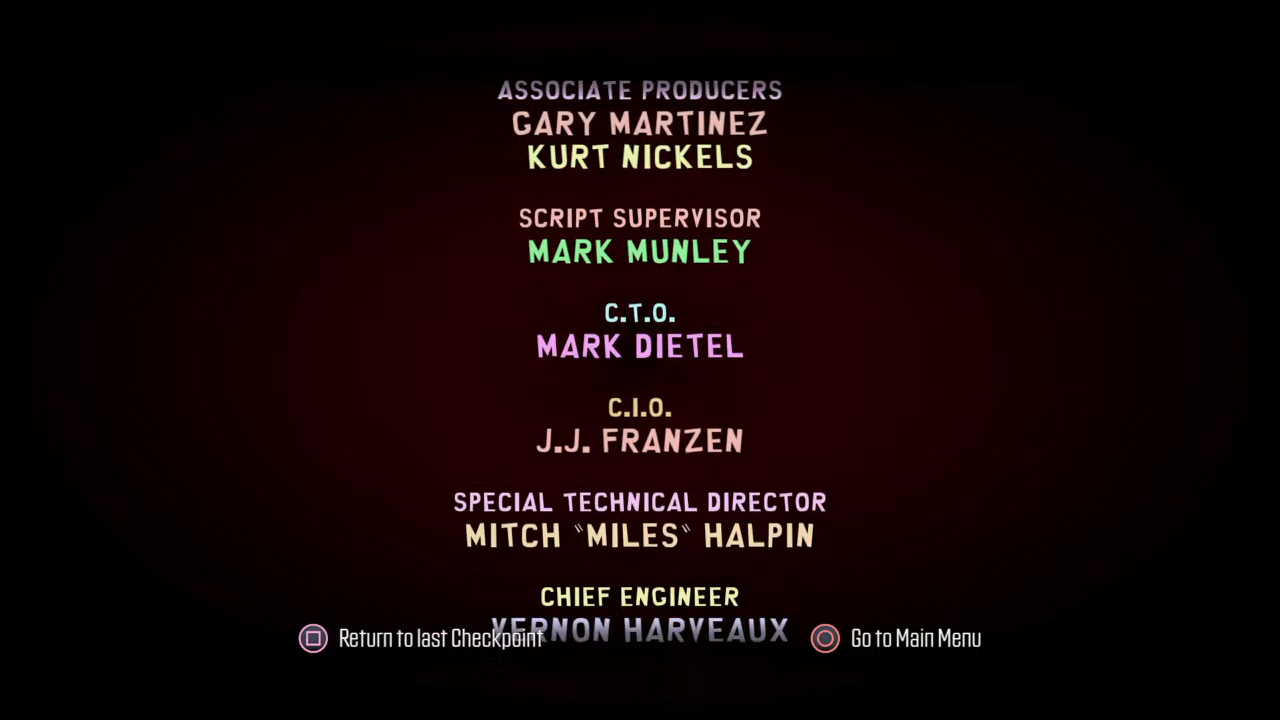 ASSOCIATE PRODUCERS
GARY MARTINEZ
KURT NICKELS
SCRIPT SUPERVISOR
MARK MUNLEY
C.T.O.
MARK DIETEL
C.I.O.
J.J. FRANZEN
SPECIAL TECHNICAL DIRECTOR
MITCH "MILES" HALPIN
CHIEF ENGINEER
VERNON HARVEAUX
Return to last Checkpoint
Go to Main Menu